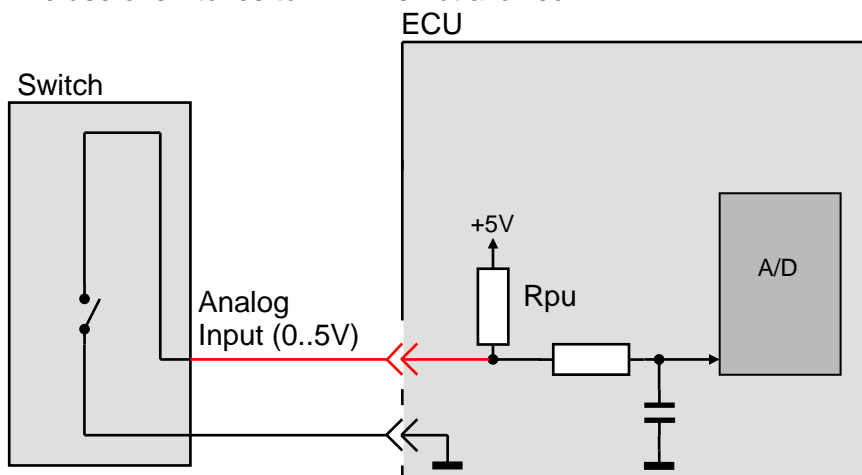 ECU
Switch
+5V
A/D
Rpu
Analog
Input (0..5V)